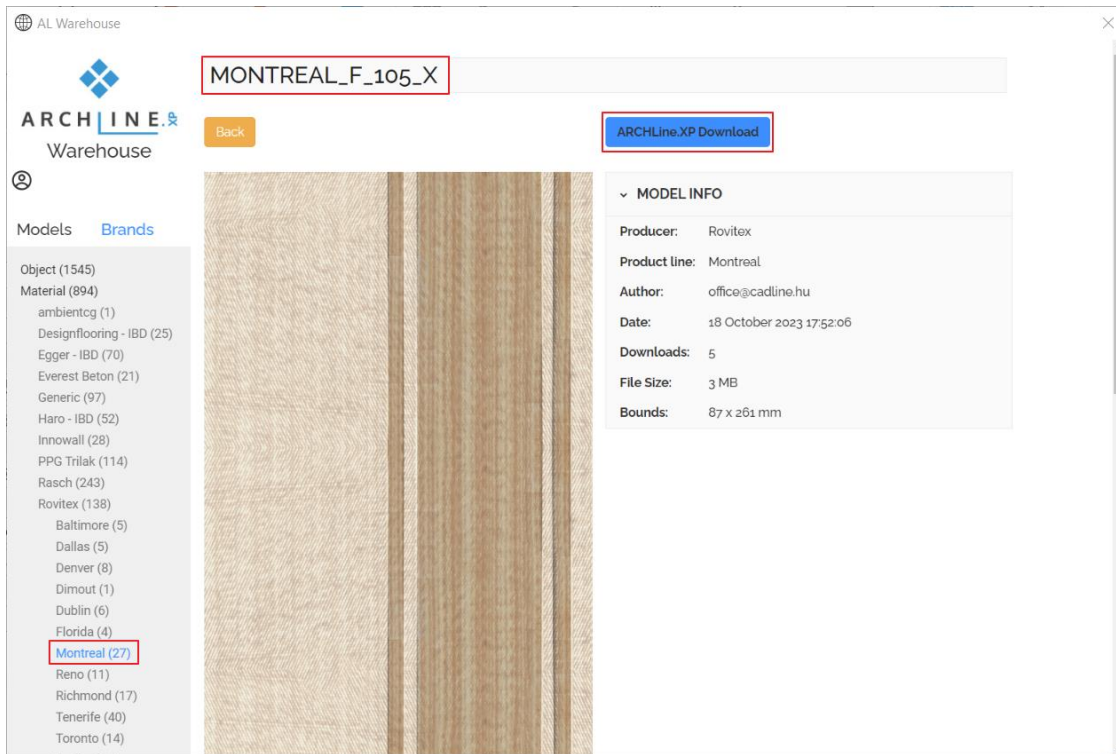 AL Warehouse
ARCHLINE.XP
Warehouse
Models Brands
Object (1545)
Material (894)
ambientcg (1)
Designflooring - IBD (25)
Egger - IBD (70)
Everest Beton (21)
Generic (97)
Haro - IBD (52)
Innowall (28)
PPG Trilak (114)
Rasch (243)
Rovitex (138)
Baltimore (5)
Dallas (5)
Denver (8)
Dimout (1)
Dublin (6)
Florida (4)
Montreal (27)
Reno (11)
Richmond (17)
Tenerife (40)
Toronto (14)
MONTREAL_F_105_X
Back
ARCHLine.XP Download
MODEL INFO
Producer: Rovitex
Product line: Montreal
Author: office@cadline.hu
Date: 18 October 2023 17:52:06
Downloads: 5
File Size: 3 MB
Bounds: 87 x 261 mm